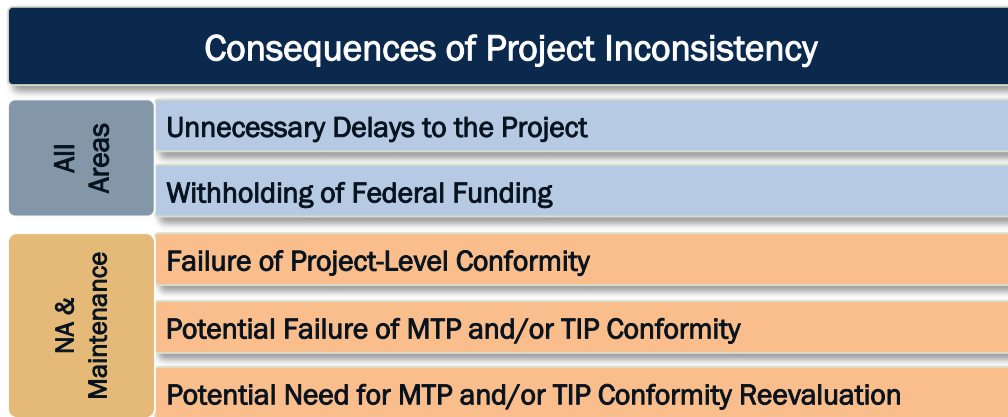 Consequences of Project Inconsistency
All
Areas
Unnecessary Delays to the Project
Withholding of Federal Funding
NA &
Maintenance
Failure of Project-Level Conformity
Potential Failure of MTP and/or TIP Conformity
Potential Need for MTP and/or TIP Conformity Reevaluation